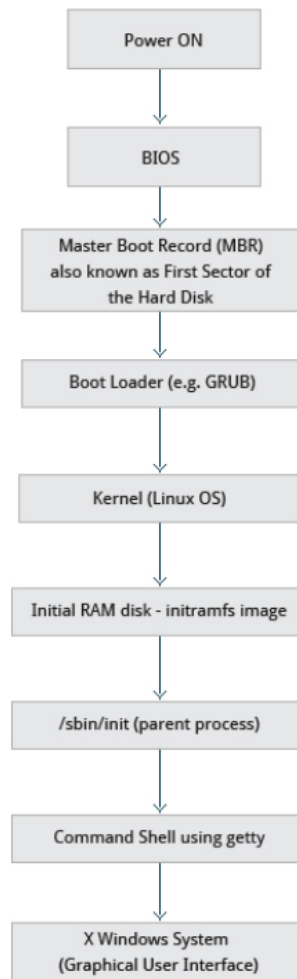 Power ON
BIOS
Master Boot Record (MBR)
also known as First Sector of
the Hard Disk
Boot Loader (e.g. GRUB)
Kernel (Linux OS)
Initial RAM disk - initramfs image
/sbin/init (parent process)
Command Shell using getty
X Windows System
(Graphical User Interface)